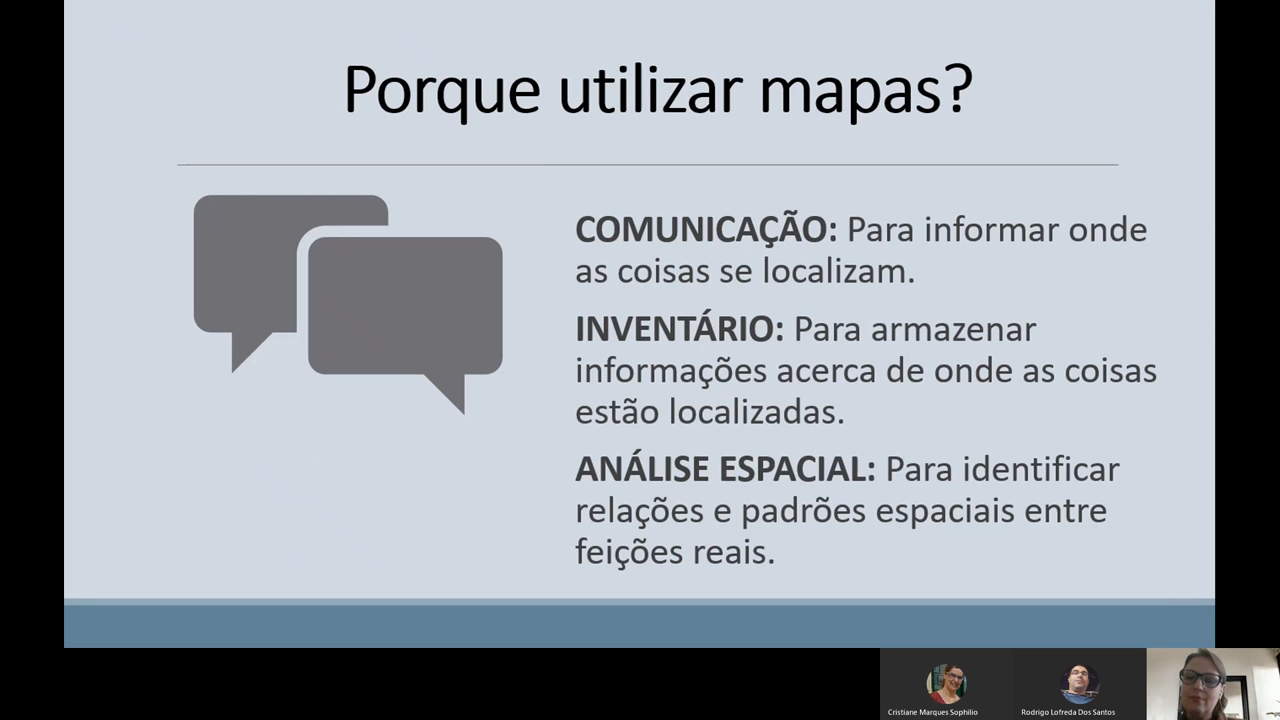 Porque utilizar mapas?
COMUNICAÇÃO: Para informar onde
as coisas se localizam.
INVENTÁRIO: Para armazenar
informações acerca de onde as coisas
estão localizadas.
ANÁLISE ESPACIAL: Para identificar
relações e padrões espaciais entre
feições reais.
Cristiane Marques Sophilio
Rodrigo Lofreda Dos Santos